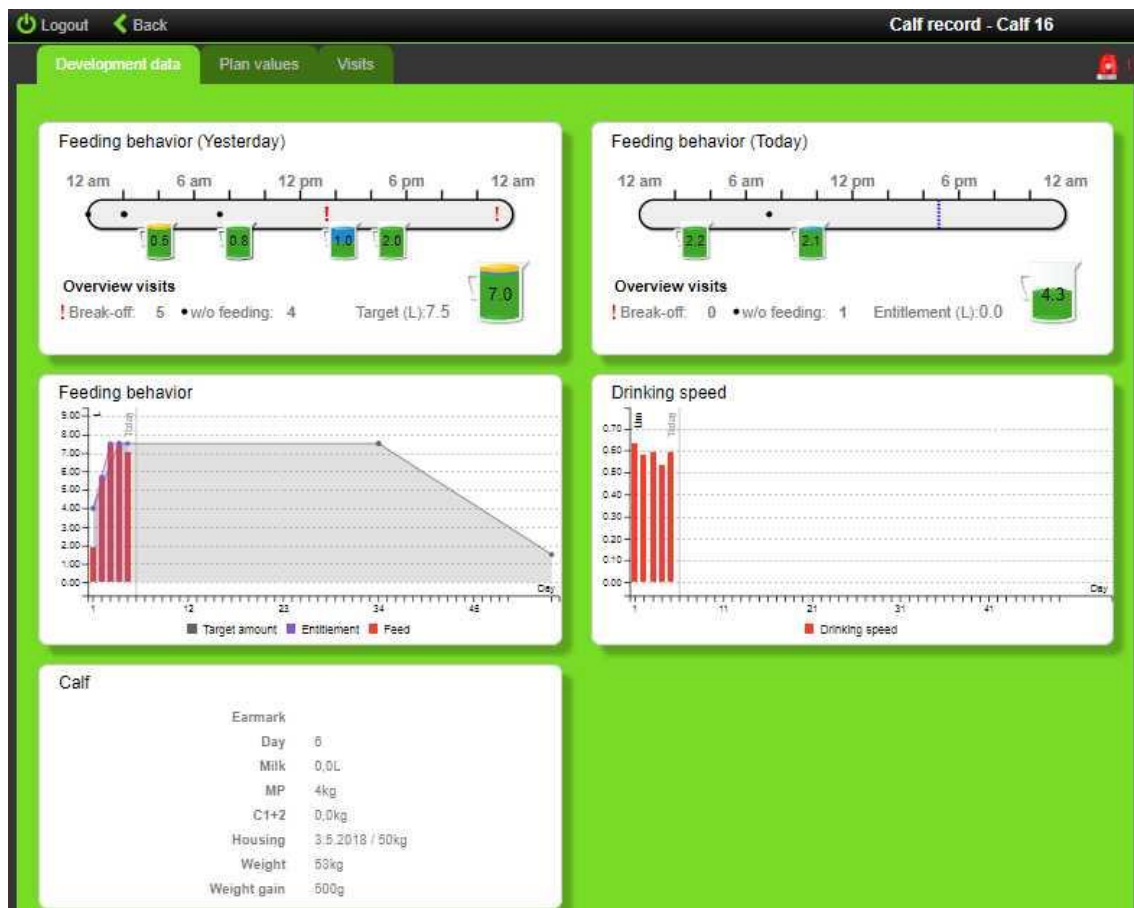 Logout Back Calf record - Calf 16
Development data Plan values Visits
Feeding behavior (Yesterday)
12 am 6 am 12 pm 6 pm 12 am
! !
0.5 0.8 1.0 2.0
Overview visits
! Break-off: 5 • w/o feeding: 4 Target (L):7.5
7.0
Feeding behavior (Today)
12 am 6 am 12 pm 6 pm 12 am
2.2 2.1
Overview visits
! Break-off: 0 • w/o feeding: 1 Entitlement (L):0.0
4.3
Feeding behavior
L
Today
9.00
8.00
7.00
6.00
5.00
4.00
3.00
2.00
1.00
0.00
Day
1 12 23 34 45
Target amount Entitlement Feed
Drinking speed
Today
0.70
0.60
0.50
0.40
0.30
0.20
0.10
0.00
Day
1 11 21 31 41
Drinking speed
Calf
Earmark
Day 6
Milk 0,0L
MP 4kg
C1+2 0,0kg
Housing 3.5.2018 / 50kg
Weight 53kg
Weight gain 500g